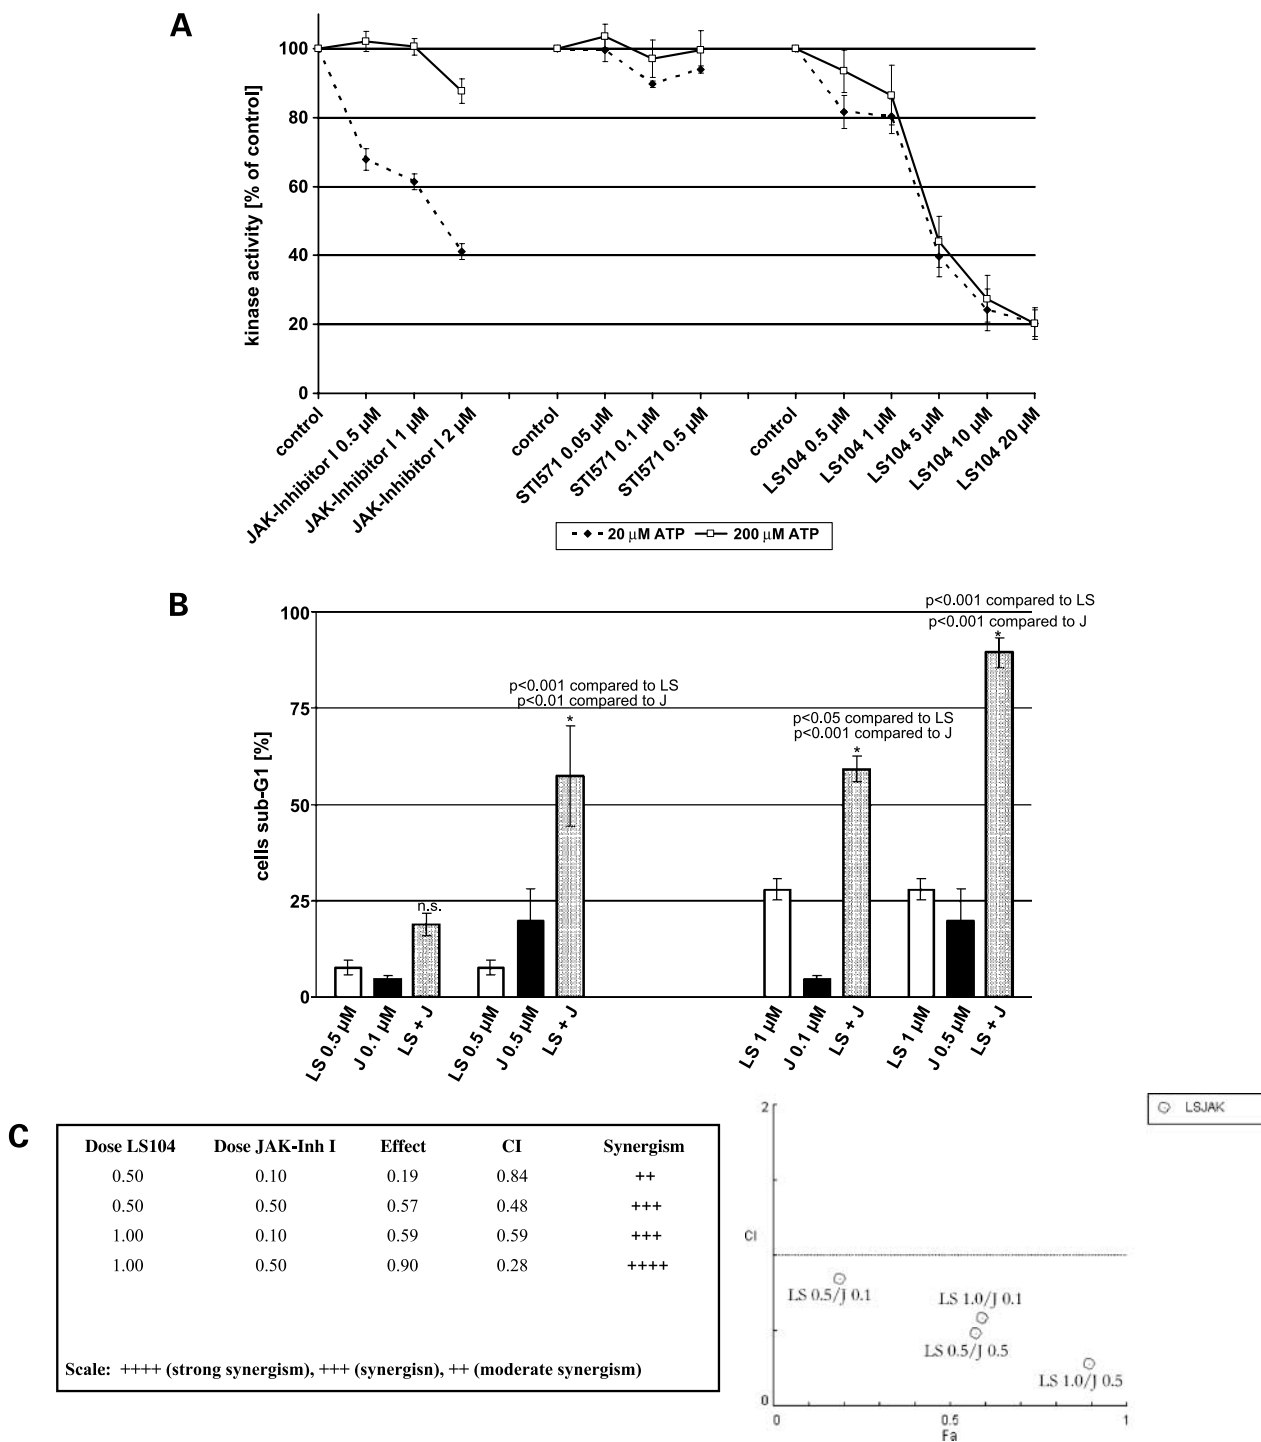 A
kinase activity [% of control]
100
80
60
40
20
0
control
JAK-Inhibitor I 0.5 µM
JAK-Inhibitor I 1 µM
JAK-Inhibitor I 2 µM
control
STI571 0.05 µM
STI571 0.1 µM
STI571 0.5 µM
control
LS104 0.5 µM
LS104 1 µM
LS104 5 µM
LS104 10 µM
LS104 20 µM
20 µM ATP 200 µM ATP
B
cells sub-G1 [%]
100
75
50
25
0
n.s.
p<0.001 compared to LS
p<0.01 compared to J
*
p<0.05 compared to LS
p<0.001 compared to J
*
p<0.001 compared to LS
p<0.001 compared to J
*
LS 0.5 µM
J 0.1 µM
LS + J
LS 0.5 µM
J 0.5 µM
LS + J
LS 1 µM
J 0.1 µM
LS + J
LS 1 µM
J 0.5 µM
LS + J
C
Dose LS104 Dose JAK-Inh I Effect CI Synergism
0.50 0.10 0.19 0.84 ++
0.50 0.50 0.57 0.48 +++
1.00 0.10 0.59 0.59 +++
1.00 0.50 0.90 0.28 ++++
Scale: ++++ (strong synergism), +++ (synergisn), ++ (moderate synergism)
LSJAK
2
CI
0
LS 0.5/J 0.1
LS 1.0/J 0.1
LS 0.5/J 0.5
LS 1.0/J 0.5
0 0.5 1
Fa